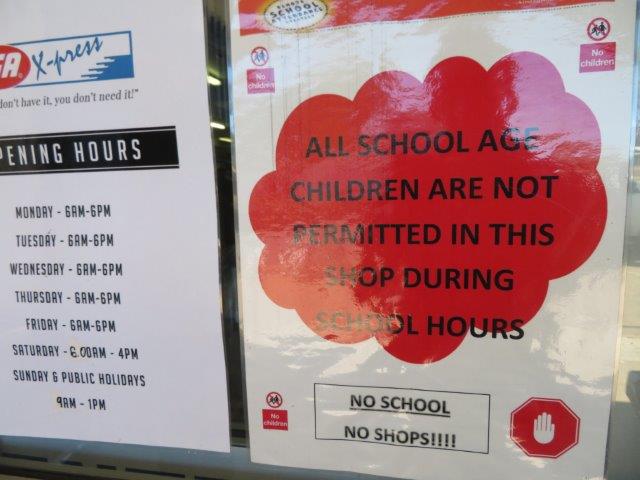 X-press
don't have it, you don't need it!"
PENING HOURS
MONDAY - 6AM-6PM
TUESDAY - 6AM-6PM
WEDNESDAY - 6AM-6PM
THURSDAY - 6AM-6PM
FRIDAY - 6AM-6PM
SATURDAY - 6.00AM - 4PM
SUNDAY & PUBLIC HOLIDAYS
9AM - 1PM
SCHOOL
ATTENDANCE
No
children
No
children
ALL SCHOOL AGE
CHILDREN ARE NOT
PERMITTED IN THIS
SHOP DURING
SCHOOL HOURS
No
children
NO SCHOOL
NO SHOPS!!!!